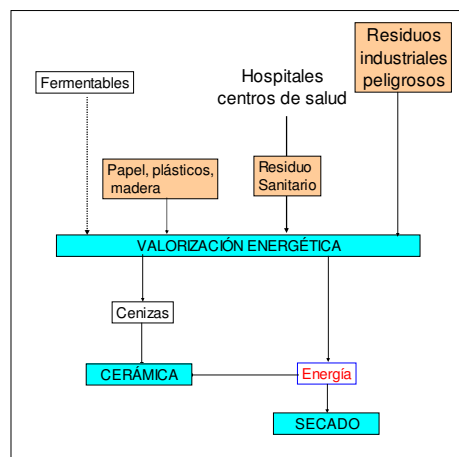 Residuos
industriales
peligrosos
Hospitales
centros de salud
Fermentables
Papel, plásticos,
madera
Residuo
Sanitario
VALORIZACIÓN ENERGÉTICA
Cenizas
CERÁMICA
Energía
SECADO